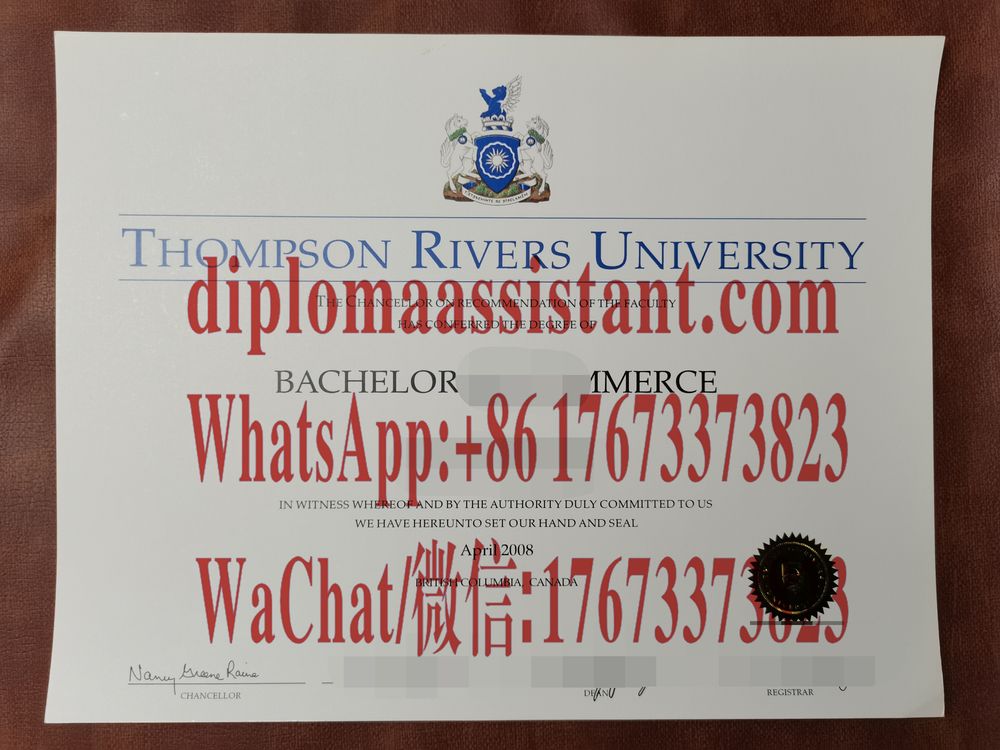 THOMPSON RIVERS UNIVERSITY
diplomaassistant.com
THE CHANCELLOR ON RECOMMENDATION OF THE FACULTY
HAS CONFERRED THE DEGREE OF
BACHELOR MMERCE
WhatsApp:+86 17673373823
IN WITNESS WHEREOF AND BY THE AUTHORITY DULY COMMITTED TO US
WE HAVE HEREUNTO SET OUR HAND AND SEAL
April 2008
WaChat/微信:17673373823
BRITISH COLUMBIA, CANADA
Nancy Greene Raine
CHANCELLOR
DEAN
REGISTRAR